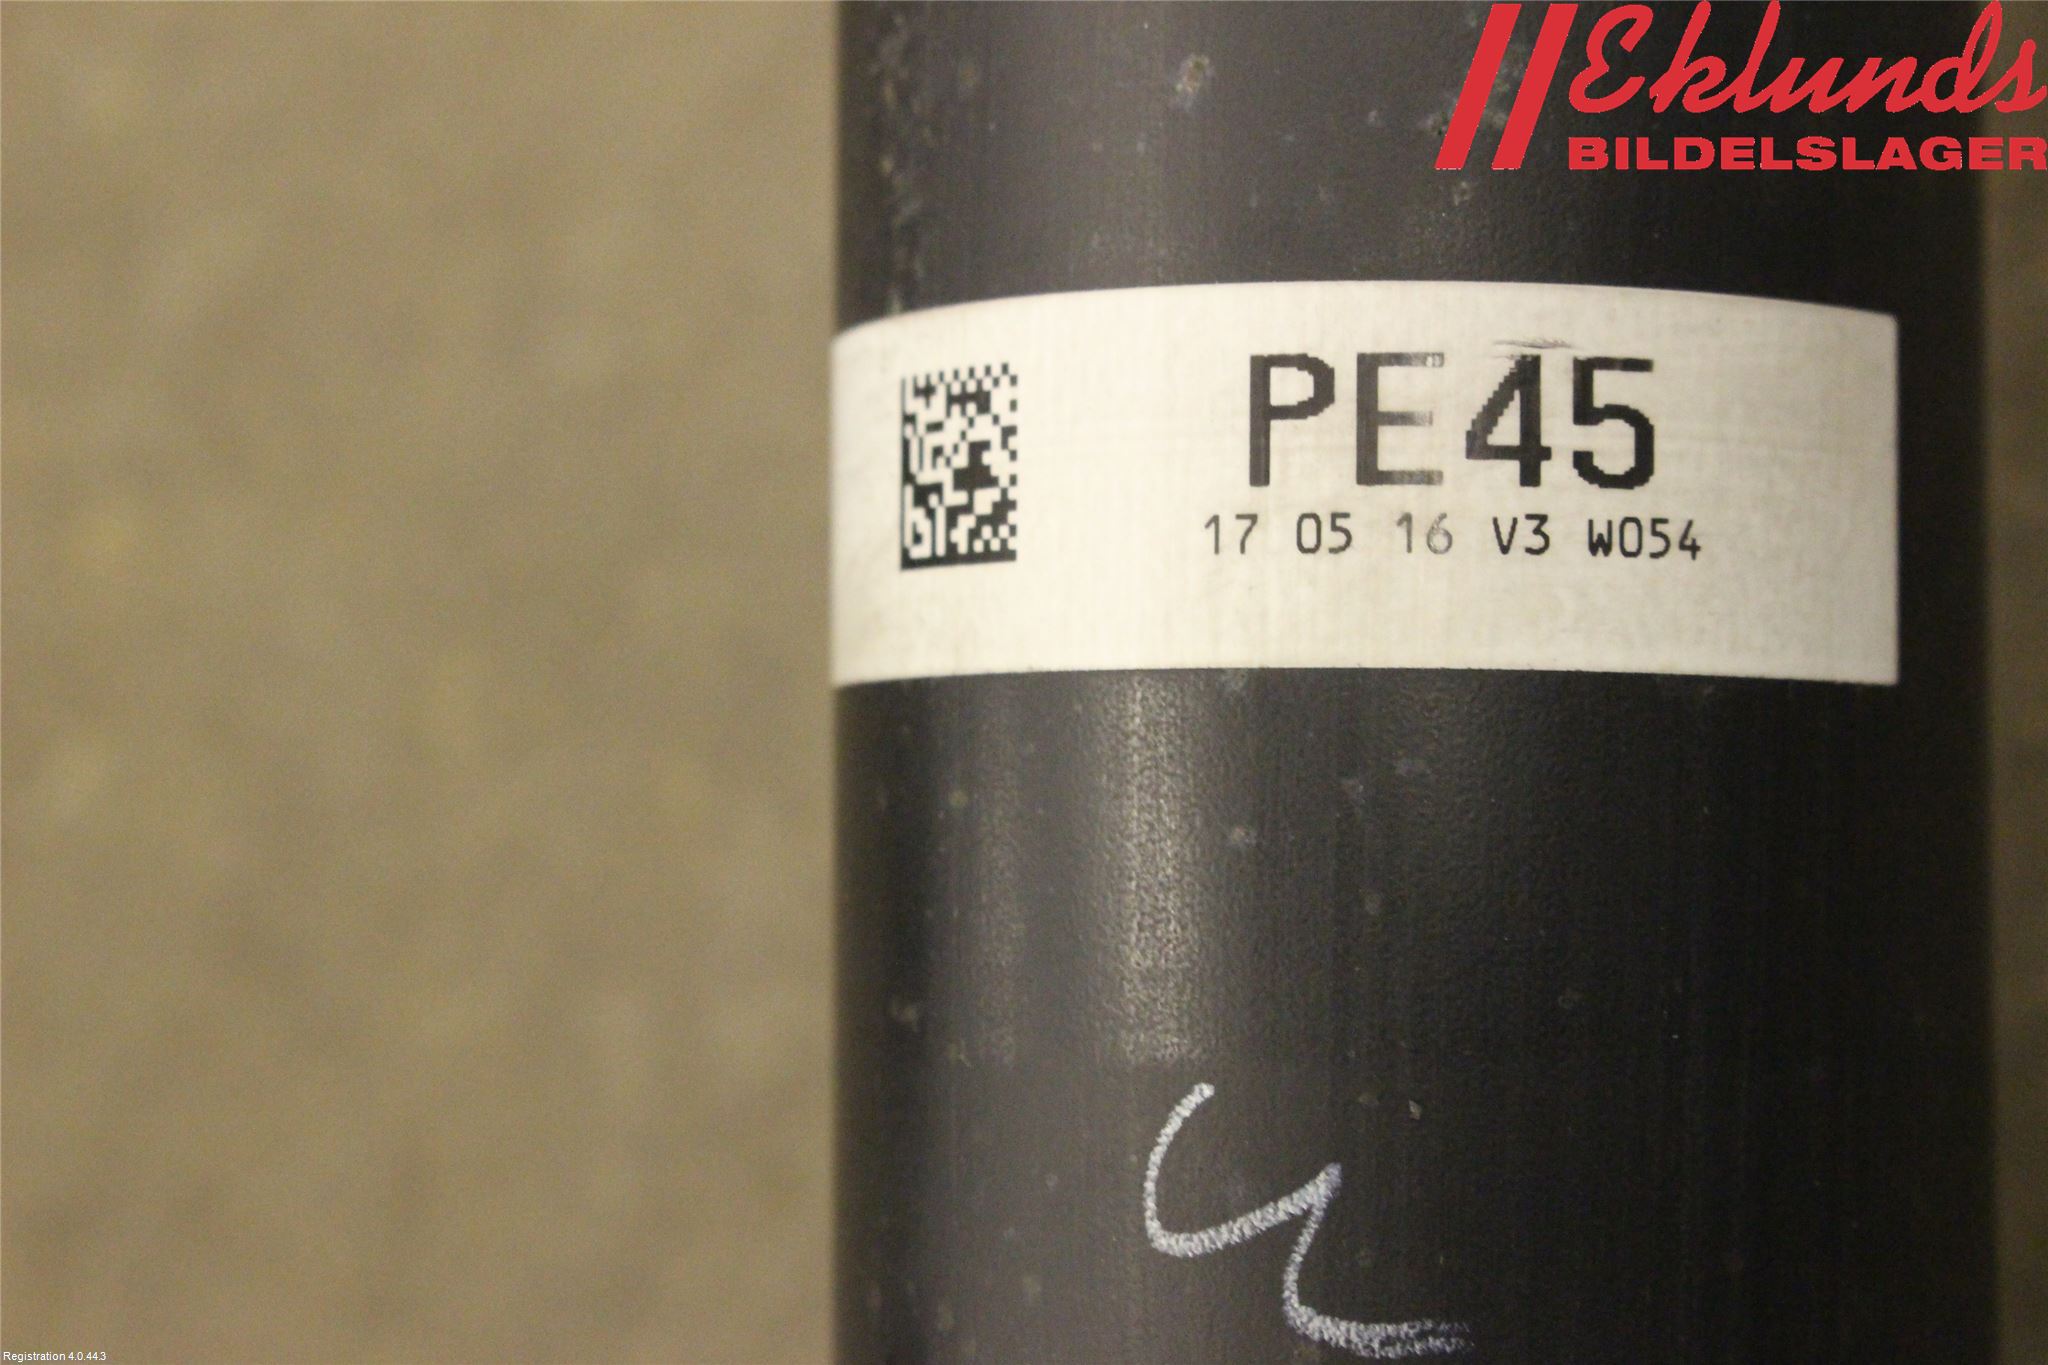 Eklunds
BILDELSLAGER
PE45
17 05 16 V3 W054
Registration 4.0.44.3